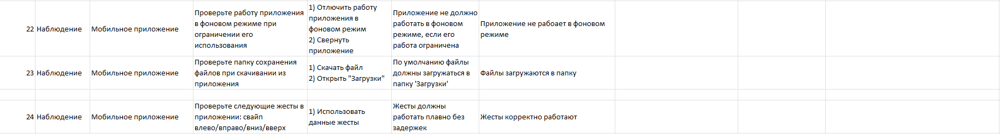 22 Наблюдение Мобильное приложение
Проверьте работу приложения
в фоновом режиме при
ограничении его
использования
1) Отлючить работу
приложения в
фоновом режим
2) Свернуть
приложение
Приложение не должно
работать в фоновом
режиме, если его
работа ограничена
Приложение не рабоает в фоновом
режиме
23 Наблюдение Мобильное приложение
Проверьте папку сохранения
файлов при скачивании из
приложения
1) Скачать файл
2) Открыть "Загрузки"
По умолчанию файлы
должны загружаться в
папку 'Загрузки'
Файлы загружаются в папку
24 Наблюдение Мобильное приложение
Проверьте следующие жесты в
приложении: свайп
влево/вправо/вниз/вверх
1) Использовать
данные жесты
Жесты должны
работать плавно без
задержек
Жесты корректно работают